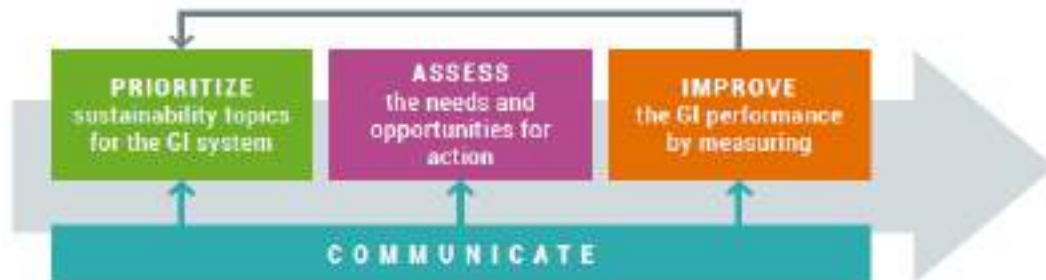 PRIORITIZE
sustainability topics
for the GI system
ASSESS
the needs and
opportunities for
action
IMPROVE
the GI performance
by measuring
COMMUNICATE